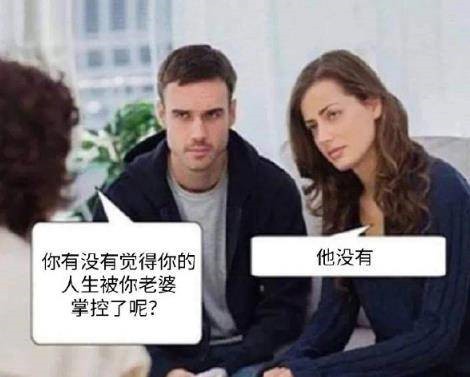 你有没有觉得你的
人生被你老婆
掌控了呢？
他没有